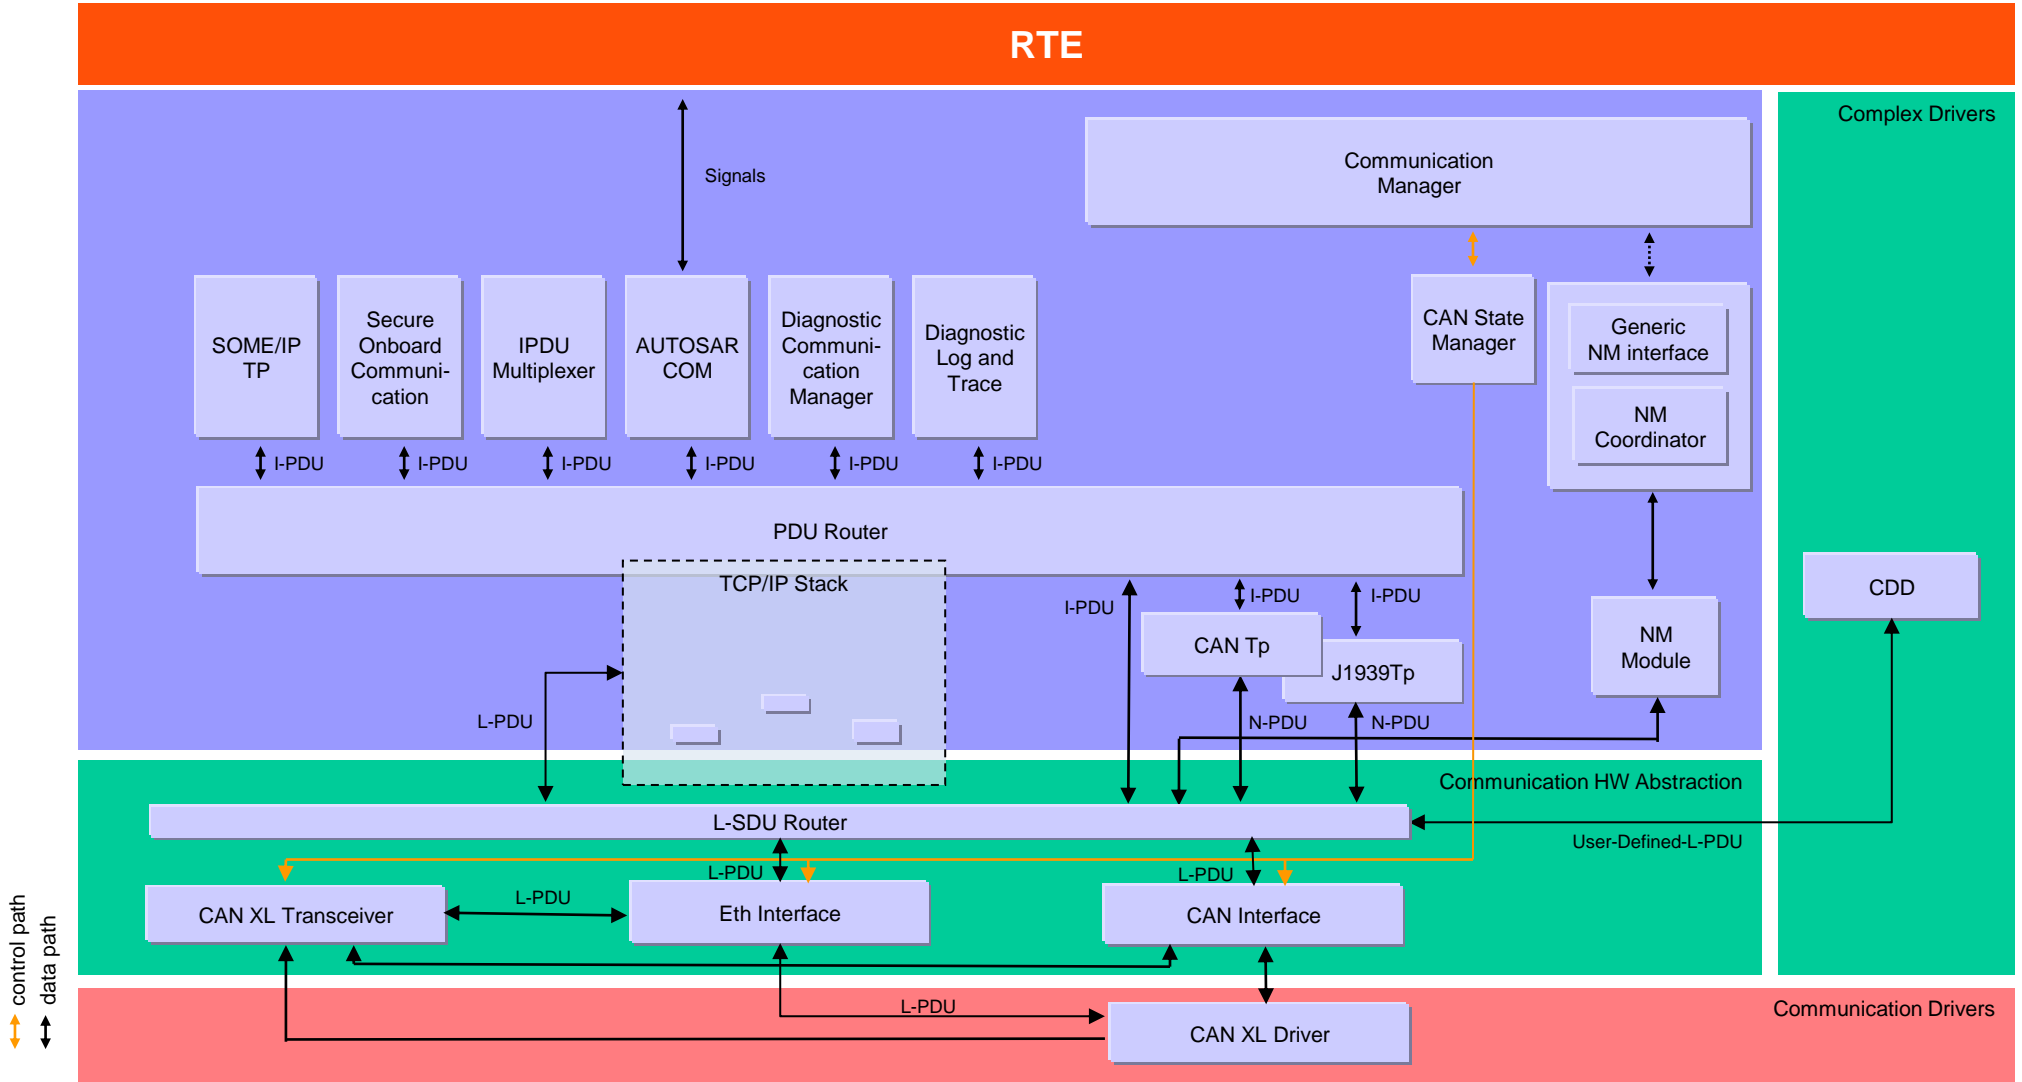 RTE
Complex Drivers
Communication
Manager
Signals
SOME/IP
TP
Secure
Onboard
Communi-
cation
IPDU
Multiplexer
AUTOSAR
COM
Diagnostic
Communi-
cation
Manager
Diagnostic
Log and
Trace
CAN State
Manager
Generic
NM interface
NM
Coordinator
I-PDU
I-PDU
I-PDU
I-PDU
I-PDU
I-PDU
PDU Router
TCP/IP Stack
I-PDU
I-PDU
I-PDU
CAN Tp
J1939Tp
NM
Module
CDD
L-PDU
N-PDU
N-PDU
Communication HW Abstraction
L-SDU Router
User-Defined-L-PDU
L-PDU
L-PDU
L-PDU
CAN XL Transceiver
Eth Interface
CAN Interface
L-PDU
CAN XL Driver
Communication Drivers
control path
data path